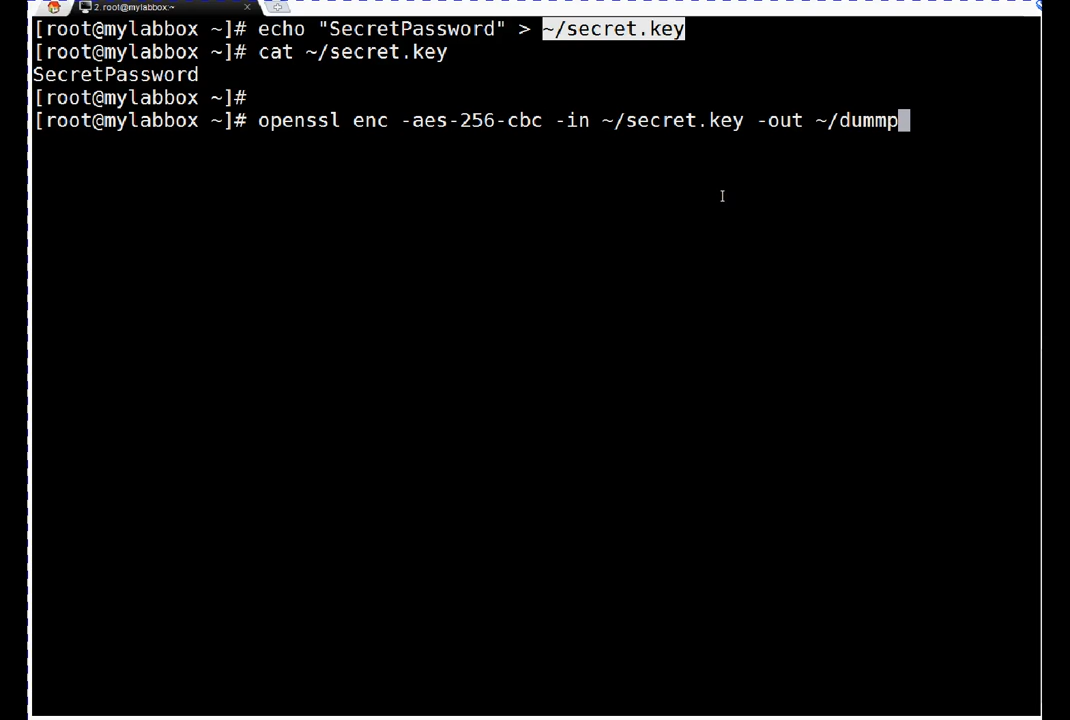 2. root@mylabbox:~
[root@mylabbox ~]# echo "SecretPassword" > ~/secret.key
[root@mylabbox ~]# cat ~/secret.key
SecretPassword
[root@mylabbox ~]#
[root@mylabbox ~]# openssl enc -aes-256-cbc -in ~/secret.key -out ~/dummp